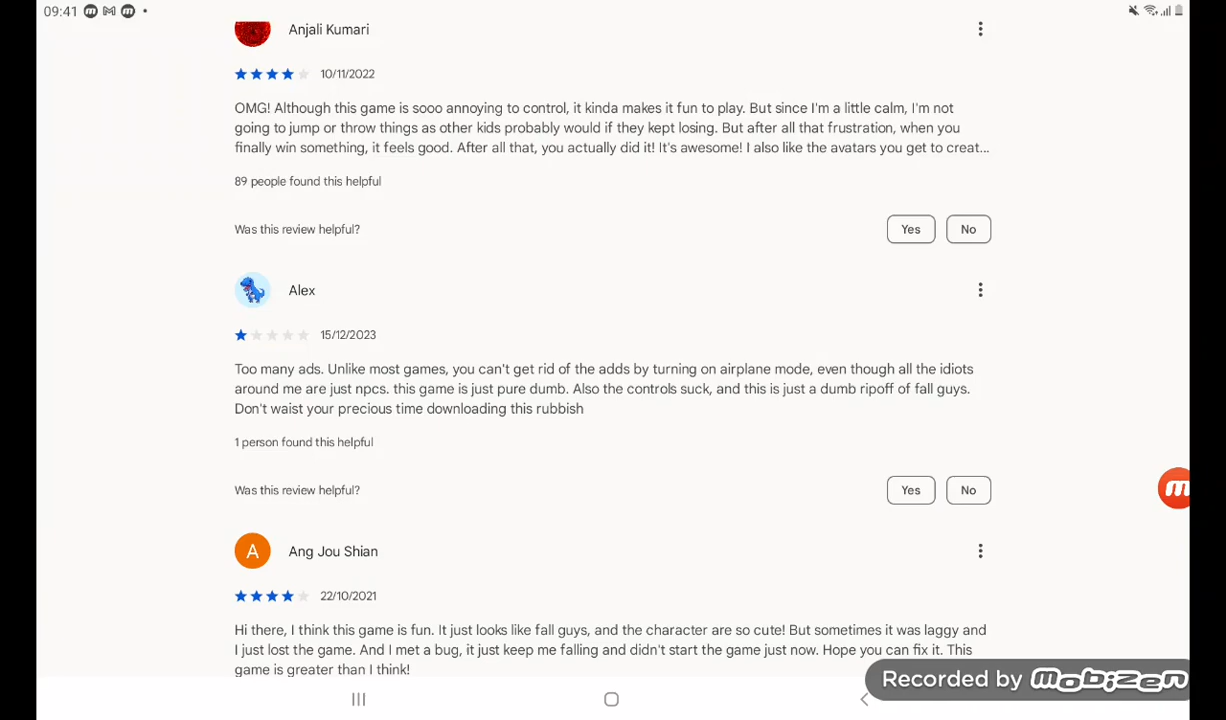 09:41
Anjali Kumari
10/11/2022
OMG! Although this game is sooo annoying to control, it kinda makes it fun to play. But since I'm a little calm, I'm not
going to jump or throw things as other kids probably would if they kept losing. But after all that frustration, when you
finally win something, it feels good. After all that, you actually did it! It's awesome! I also like the avatars you get to creat...
89 people found this helpful
Was this review helpful?
Yes
No
Alex
15/12/2023
Too many ads. Unlike most games, you can't get rid of the adds by turning on airplane mode, even though all the idiots
around me are just npcs. this game is just pure dumb. Also the controls suck, and this is just a dumb ripoff of fall guys.
Don't waist your precious time downloading this rubbish
1 person found this helpful
Was this review helpful?
Yes
No
A
Ang Jou Shian
22/10/2021
Hi there, I think this game is fun. It just looks like fall guys, and the character are so cute! But sometimes it was laggy and
I just lost the game. And I met a bug, it just keep me falling and didn't start the game just now. Hope you can fix it. This
game is greater than I think!
Recorded by mobizen